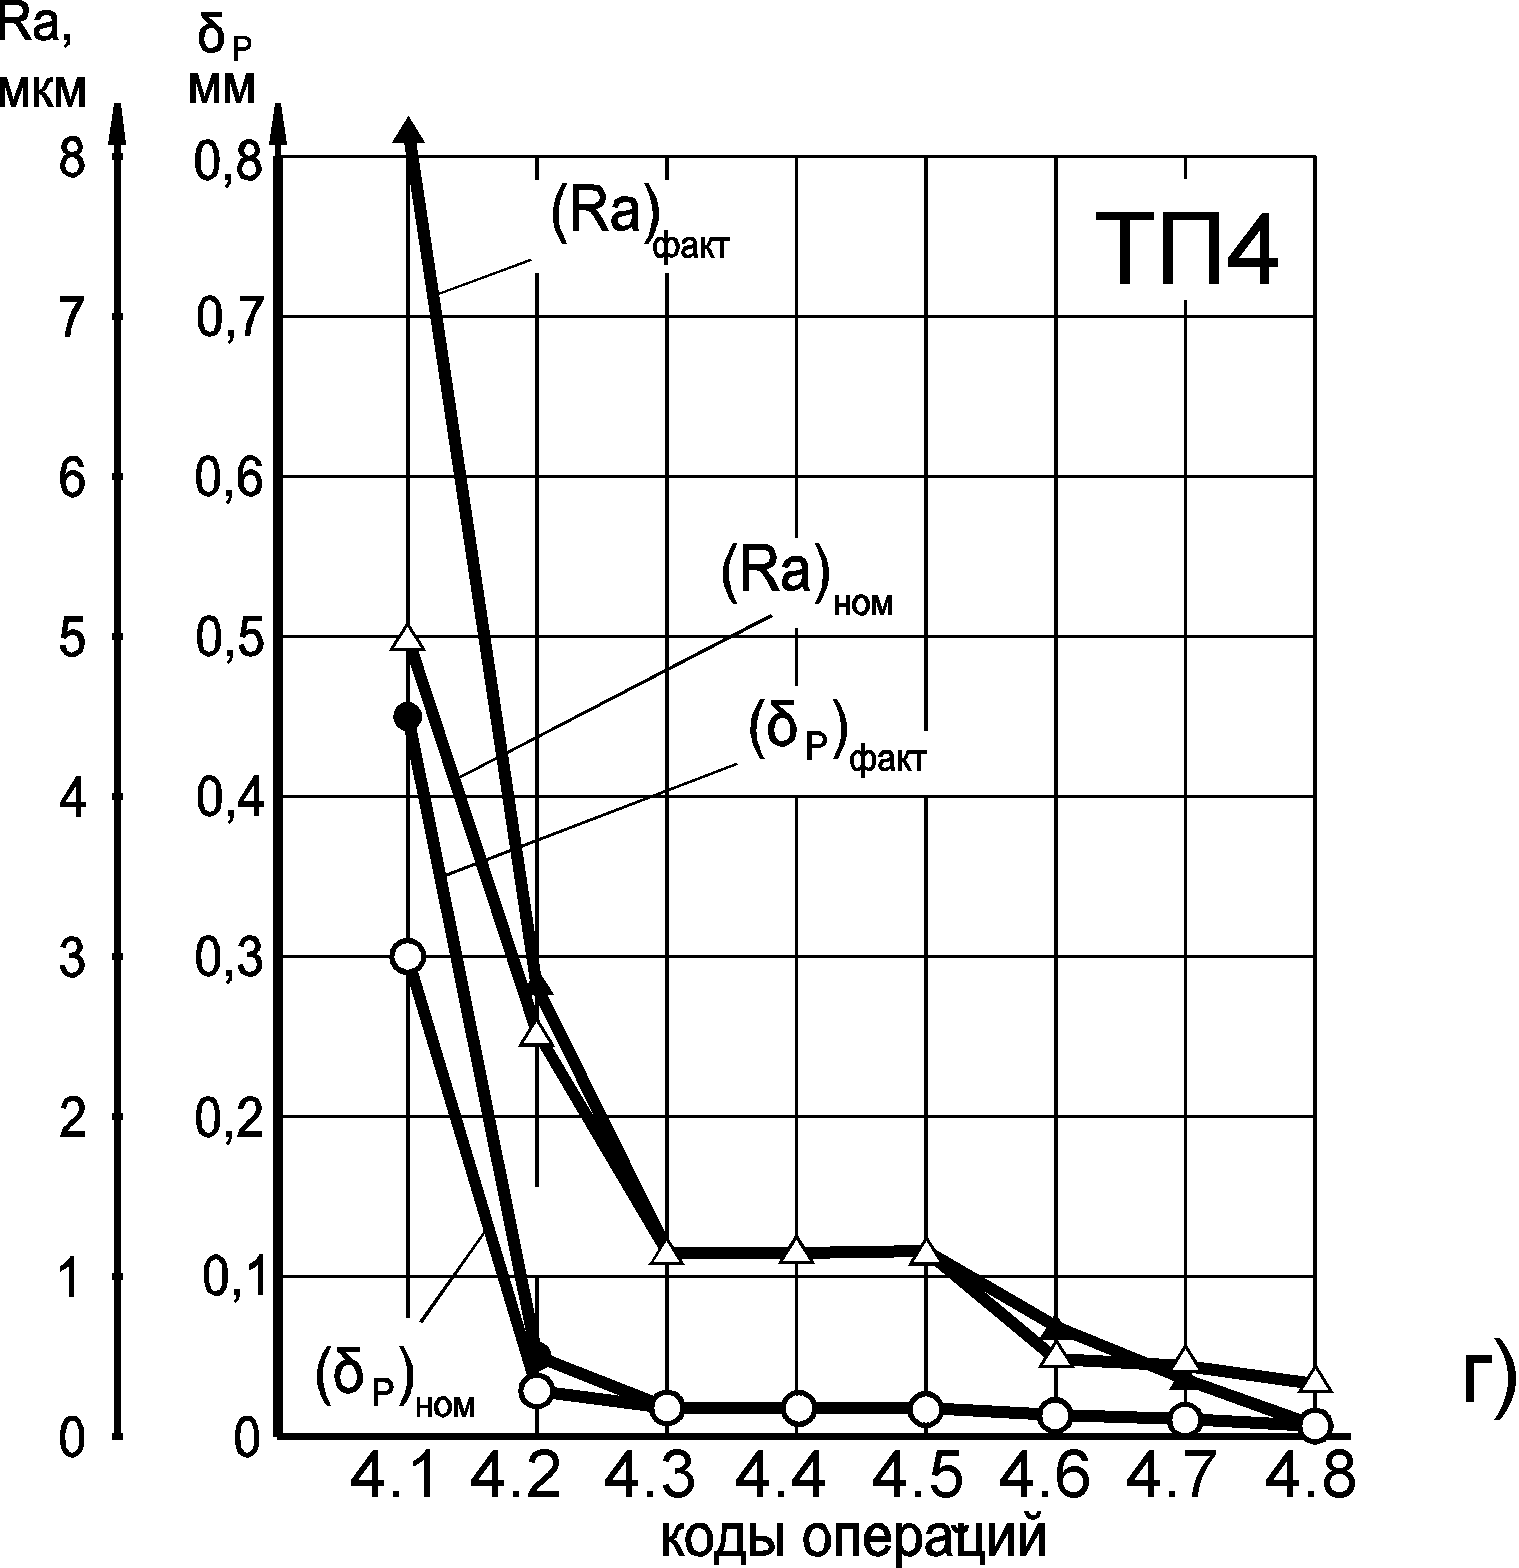 Ra,
мкм
δP
мм
8
7
6
5
4
3
2
1
0
0,8
0,7
0,6
0,5
0,4
0,3
0,2
0,1
0
(Ra)факт
ТП4
(Ra)ном
(δP)факт
(δP)ном
г)
4.1 4.2 4.3 4.4 4.5 4.6 4.7 4.8
коды операций